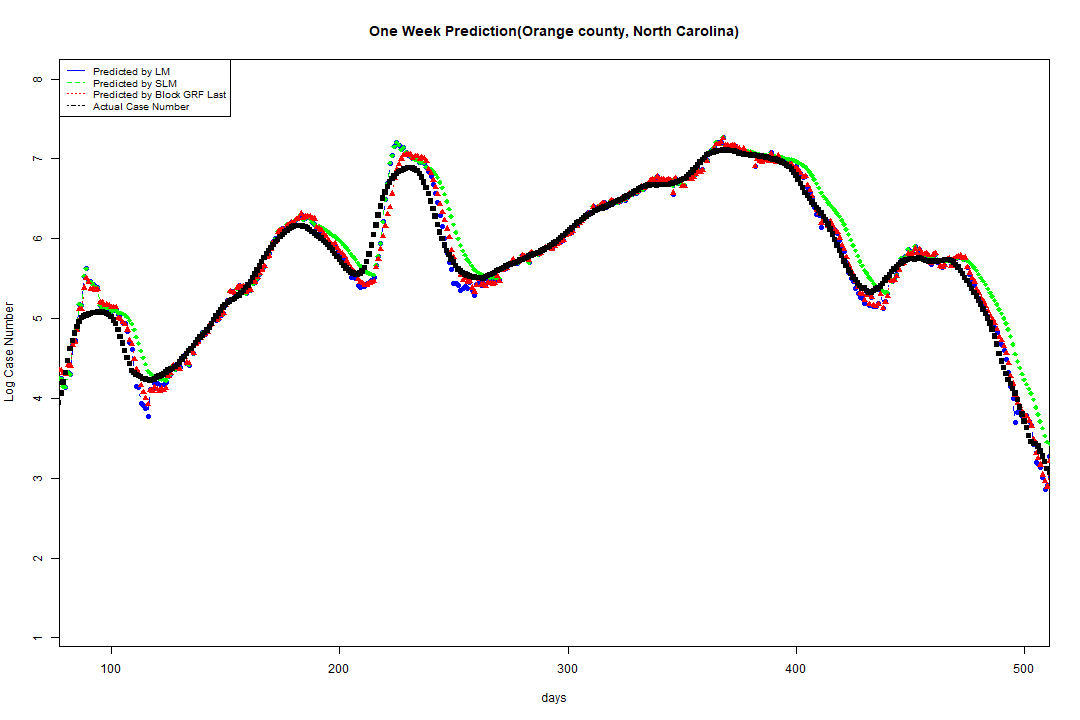 One Week Prediction(Orange county, North Carolina)
Predicted by LM
Predicted by SLM
Predicted by Block GRF Last
Actual Case Number
8
7
6
5
4
3
2
1
Log Case Number
100 200 300 400 500
days